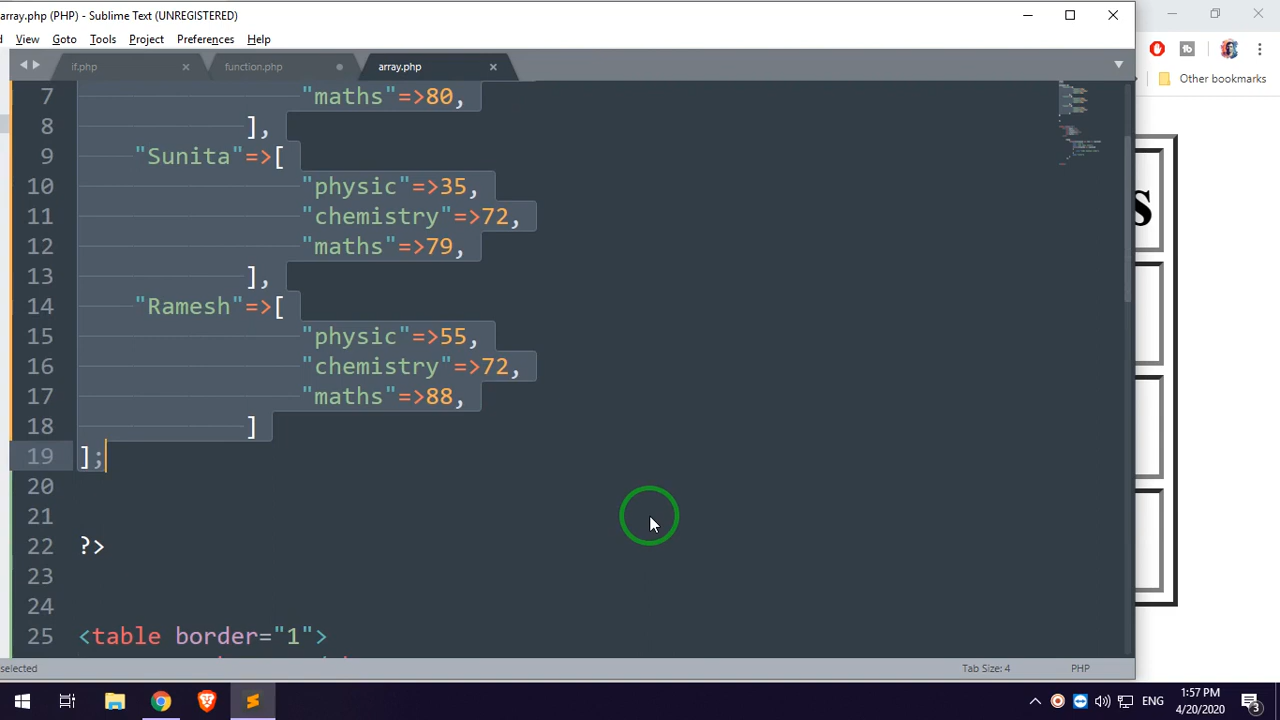 array.php (PHP) - Sublime Text (UNREGISTERED)
View Goto Tools Project Preferences Help
Other bookmarks
if.php function.php array.php
7 "maths"=>80,
8 ],
9 "Sunita"=>[
10 "physic"=>35,
11 "chemistry"=>72,
12 "maths"=>79,
13 ],
14 "Ramesh"=>[
15 "physic"=>55,
16 "chemistry"=>72,
17 "maths"=>88,
18 ]
19 ];
20
21
22 ?>
23
24
25 <table border="1">
s
selected
Tab Size: 4 PHP
ENG
1:57 PM
4/20/2020
3